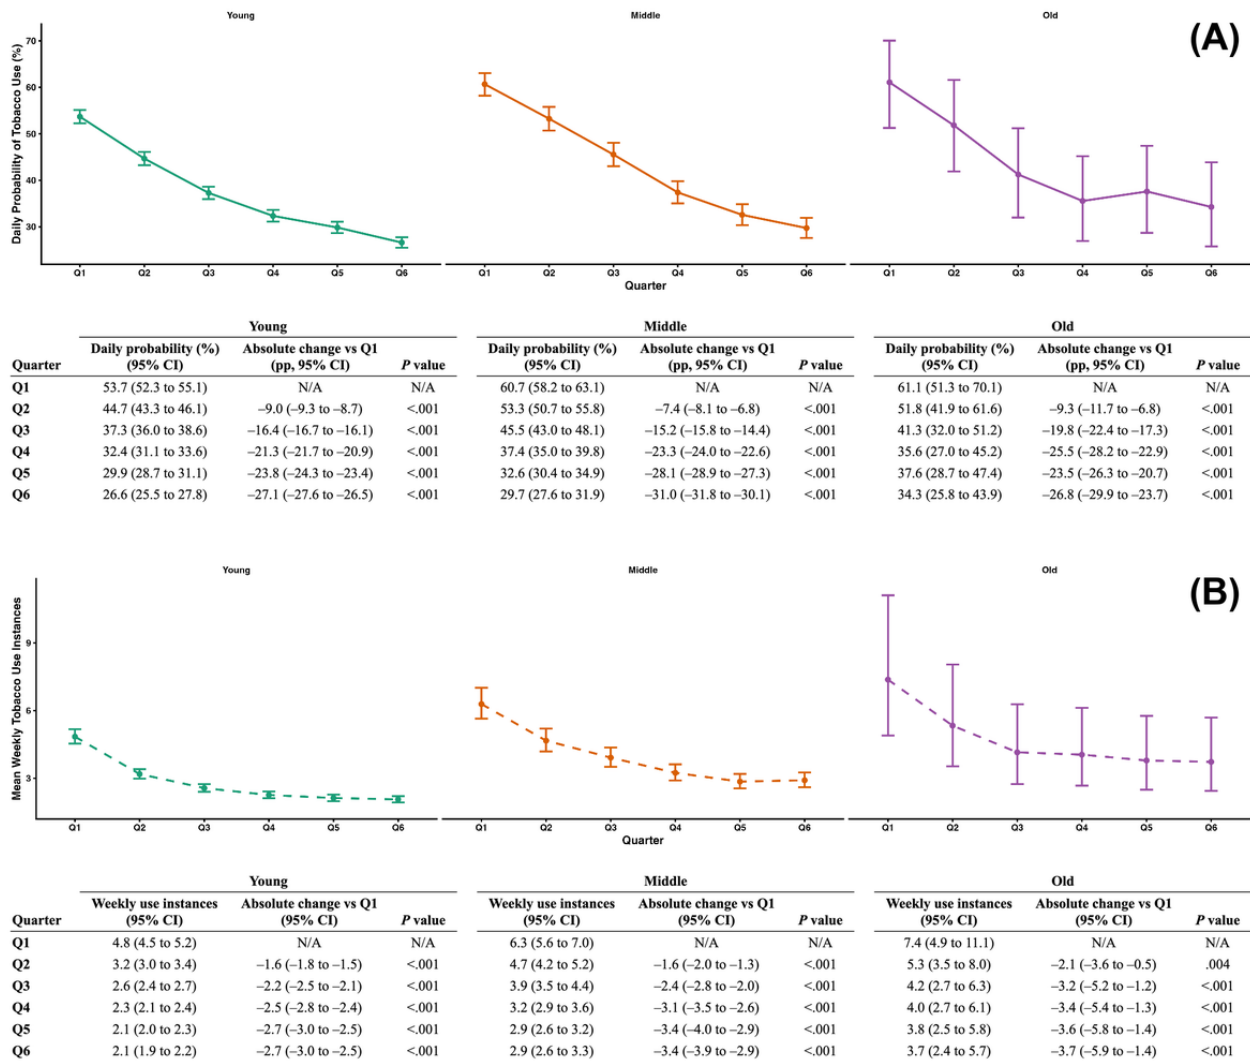 Young Middle Old
(A)
Daily Probability of Tobacco Use (%)
70
60
50
40
30
Q1 Q2 Q3 Q4 Q5 Q6 Q1 Q2 Q3 Q4 Q5 Q6 Q1 Q2 Q3 Q4 Q5 Q6
Quarter
Young Middle Old
Daily probability (%) Absolute change vs Q1 Daily probability (%) Absolute change vs Q1 Daily probability (%) Absolute change vs Q1
Quarter (95% CI) (pp, 95% CI) P value (95% CI) (pp, 95% CI) P value (95% CI) (pp, 95% CI) P value
Q1 53.7 (52.3 to 55.1) N/A N/A 60.7 (58.2 to 63.1) N/A N/A 61.1 (51.3 to 70.1) N/A N/A
Q2 44.7 (43.3 to 46.1) –9.0 (–9.3 to –8.7) <.001 53.3 (50.7 to 55.8) –7.4 (–8.1 to –6.8) <.001 51.8 (41.9 to 61.6) –9.3 (–11.7 to –6.8) <.001
Q3 37.3 (36.0 to 38.6) –16.4 (–16.7 to –16.1) <.001 45.5 (43.0 to 48.1) –15.2 (–15.8 to –14.4) <.001 41.3 (32.0 to 51.2) –19.8 (–22.4 to –17.3) <.001
Q4 32.4 (31.1 to 33.6) –21.3 (–21.7 to –20.9) <.001 37.4 (35.0 to 39.8) –23.3 (–24.0 to –22.6) <.001 35.6 (27.0 to 45.2) –25.5 (–28.2 to –22.9) <.001
Q5 29.9 (28.7 to 31.1) –23.8 (–24.3 to –23.4) <.001 32.6 (30.4 to 34.9) –28.1 (–28.9 to –27.3) <.001 37.6 (28.7 to 47.4) –23.5 (–26.3 to –20.7) <.001
Q6 26.6 (25.5 to 27.8) –27.1 (–27.6 to –26.5) <.001 29.7 (27.6 to 31.9) –31.0 (–31.8 to –30.1) <.001 34.3 (25.8 to 43.9) –26.8 (–29.9 to –23.7) <.001
Young Middle Old
(B)
Mean Weekly Tobacco Use Instances
9
6
3
Q1 Q2 Q3 Q4 Q5 Q6 Q1 Q2 Q3 Q4 Q5 Q6 Q1 Q2 Q3 Q4 Q5 Q6
Quarter
Young Middle Old
Weekly use instances Absolute change vs Q1 Weekly use instances Absolute change vs Q1 Weekly use instances Absolute change vs Q1
Quarter (95% CI) (95% CI) P value (95% CI) (95% CI) P value (95% CI) (95% CI) P value
Q1 4.8 (4.5 to 5.2) N/A N/A 6.3 (5.6 to 7.0) N/A N/A 7.4 (4.9 to 11.1) N/A N/A
Q2 3.2 (3.0 to 3.4) –1.6 (–1.8 to –1.5) <.001 4.7 (4.2 to 5.2) –1.6 (–2.0 to –1.3) <.001 5.3 (3.5 to 8.0) –2.1 (–3.6 to –0.5) .004
Q3 2.6 (2.4 to 2.7) –2.2 (–2.5 to –2.1) <.001 3.9 (3.5 to 4.4) –2.4 (–2.8 to –2.0) <.001 4.2 (2.7 to 6.3) –3.2 (–5.2 to –1.2) <.001
Q4 2.3 (2.1 to 2.4) –2.5 (–2.8 to –2.4) <.001 3.2 (2.9 to 3.6) –3.1 (–3.5 to –2.6) <.001 4.0 (2.7 to 6.1) –3.4 (–5.4 to –1.3) <.001
Q5 2.1 (2.0 to 2.3) –2.7 (–3.0 to –2.5) <.001 2.9 (2.6 to 3.2) –3.4 (–4.0 to –2.9) <.001 3.8 (2.5 to 5.8) –3.6 (–5.8 to –1.4) <.001
Q6 2.1 (1.9 to 2.2) –2.7 (–3.0 to –2.5) <.001 2.9 (2.6 to 3.3) –3.4 (–3.9 to –2.9) <.001 3.7 (2.4 to 5.7) –3.7 (–5.9 to –1.4) <.001